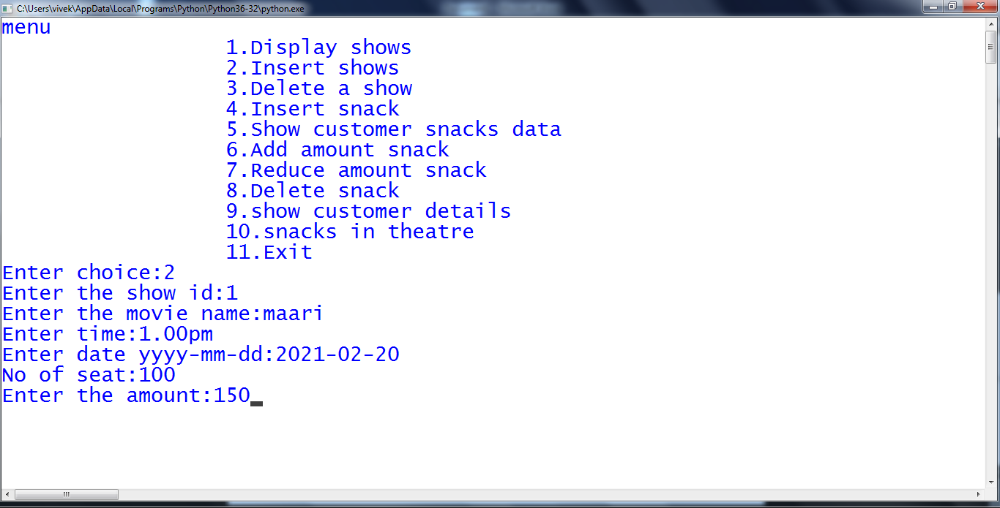 C:\Users\vivek\AppData\Local\Programs\Python\Python36-32\python.exe
menu
1.Display shows
2.Insert shows
3.Delete a show
4.Insert snack
5.Show customer snacks data
6.Add amount snack
7.Reduce amount snack
8.Delete snack
9.show customer details
10.snacks in theatre
11.Exit
Enter choice:2
Enter the show id:1
Enter the movie name:maari
Enter time:1.00pm
Enter date yyyy-mm-dd:2021-02-20
No of seat:100
Enter the amount:150